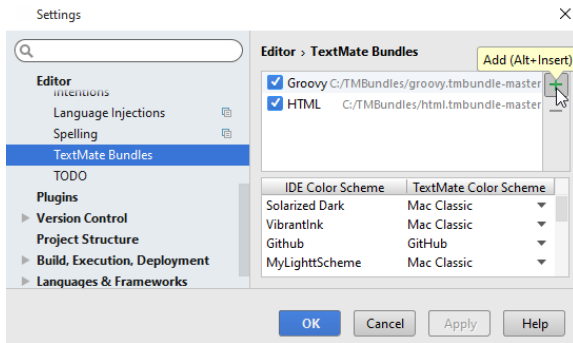 Settings
Editor › TextMate Bundles
Add (Alt+Insert)
Editor
Intentions
Language Injections
Spelling
TextMate Bundles
TODO
Plugins
Version Control
Project Structure
Build, Execution, Deployment
Languages & Frameworks
Groovy C:/TMBundles/groovy.tmbundle-master
HTML C:/TMBundles/html.tmbundle-master
IDE Color Scheme TextMate Color Scheme
Solarized Dark Mac Classic
VibrantInk Mac Classic
Github GitHub
MyLighttScheme Mac Classic
OK Cancel Apply Help